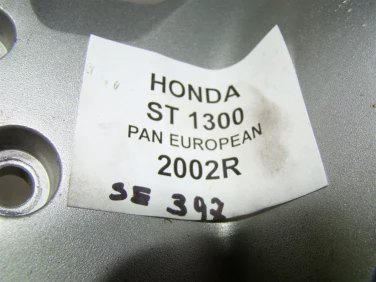 HONDA
ST 1300
PAN EUROPEAN
2002R
SE 392